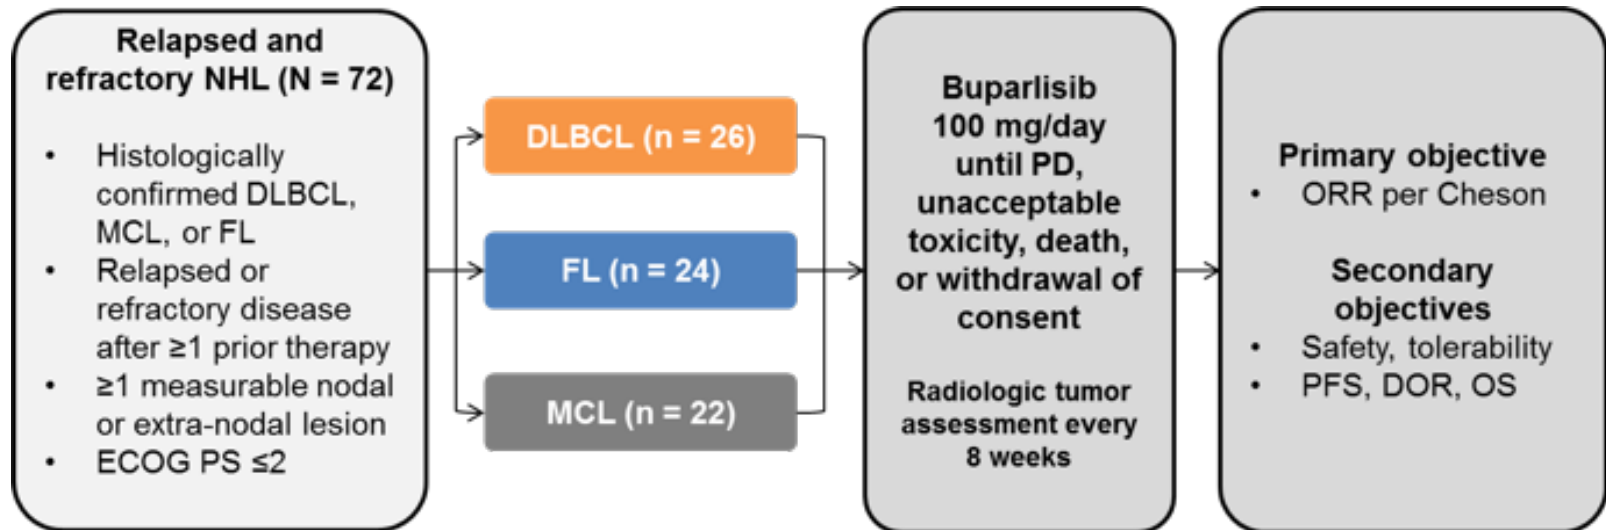 Relapsed and
refractory NHL (N = 72)
• Histologically
confirmed DLBCL,
MCL, or FL
• Relapsed or
refractory disease
after ≥1 prior therapy
• ≥1 measurable nodal
or extra-nodal lesion
• ECOG PS ≤2
DLBCL (n = 26)
FL (n = 24)
MCL (n = 22)
Buparlisib
100 mg/day
until PD,
unacceptable
toxicity, death,
or withdrawal of
consent
Radiologic tumor
assessment every
8 weeks
Primary objective
• ORR per Cheson
Secondary
objectives
• Safety, tolerability
• PFS, DOR, OS